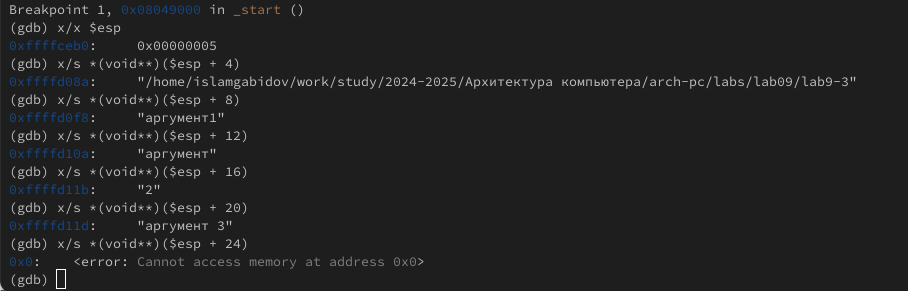 Breakpoint 1, 0x08049000 in _start ()
(gdb) x/x $esp
0xffffceb0:     0x00000005
(gdb) x/s *(void**)($esp + 4)
0xffffd08a:     "/home/islamgabidov/work/study/2024-2025/Архитектура компьютера/arch-pc/labs/lab09/lab9-3"
(gdb) x/s *(void**)($esp + 8)
0xffffd0f8:     "аргумент1"
(gdb) x/s *(void**)($esp + 12)
0xffffd10a:     "аргумент"
(gdb) x/s *(void**)($esp + 16)
0xffffd11b:     "2"
(gdb) x/s *(void**)($esp + 20)
0xffffd11d:     "аргумент 3"
(gdb) x/s *(void**)($esp + 24)
0x0:    <error: Cannot access memory at address 0x0>
(gdb)